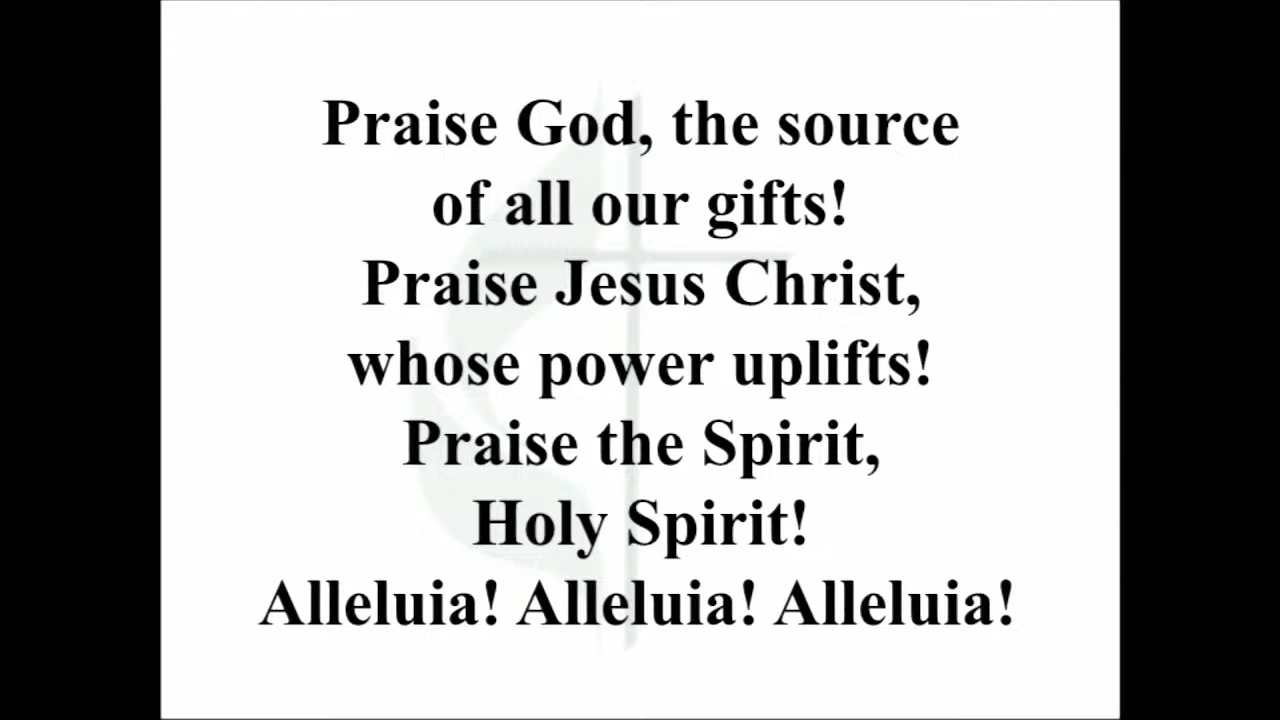 Praise God, the source
of all our gifts!
Praise Jesus Christ,
whose power uplifts!
Praise the Spirit,
Holy Spirit!
Alleluia! Alleluia! Alleluia!